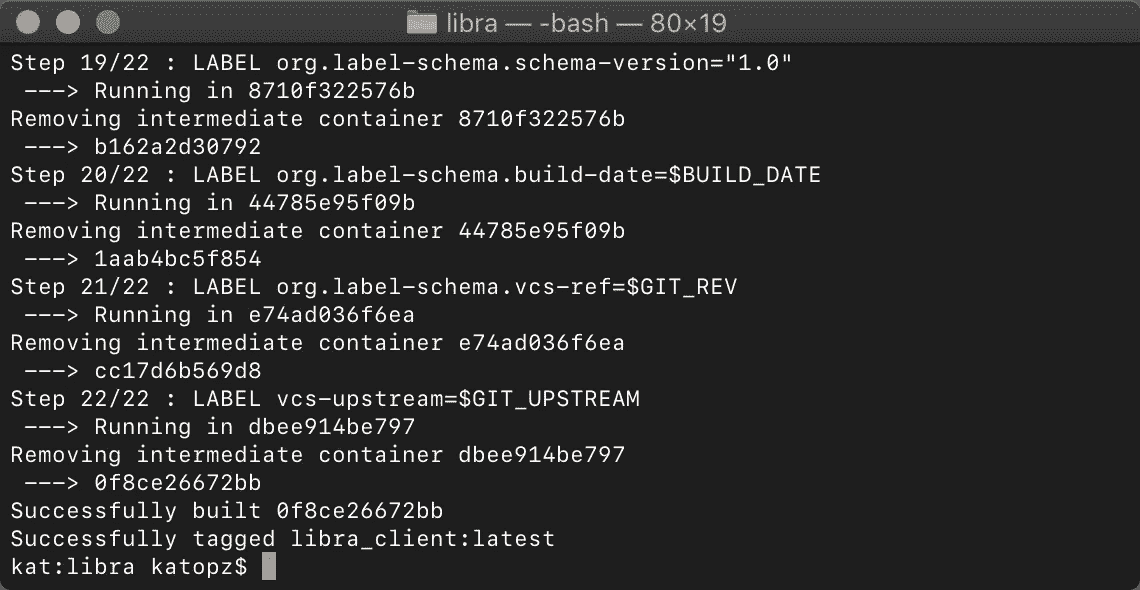 libra — -bash — 80×19
Step 19/22 : LABEL org.label-schema.schema-version="1.0"
 ---> Running in 8710f322576b
Removing intermediate container 8710f322576b
 ---> b162a2d30792
Step 20/22 : LABEL org.label-schema.build-date=$BUILD_DATE
 ---> Running in 44785e95f09b
Removing intermediate container 44785e95f09b
 ---> 1aab4bc5f854
Step 21/22 : LABEL org.label-schema.vcs-ref=$GIT_REV
 ---> Running in e74ad036f6ea
Removing intermediate container e74ad036f6ea
 ---> cc17d6b569d8
Step 22/22 : LABEL vcs-upstream=$GIT_UPSTREAM
 ---> Running in dbee914be797
Removing intermediate container dbee914be797
 ---> 0f8ce26672bb
Successfully built 0f8ce26672bb
Successfully tagged libra_client:latest
kat:libra katopz$